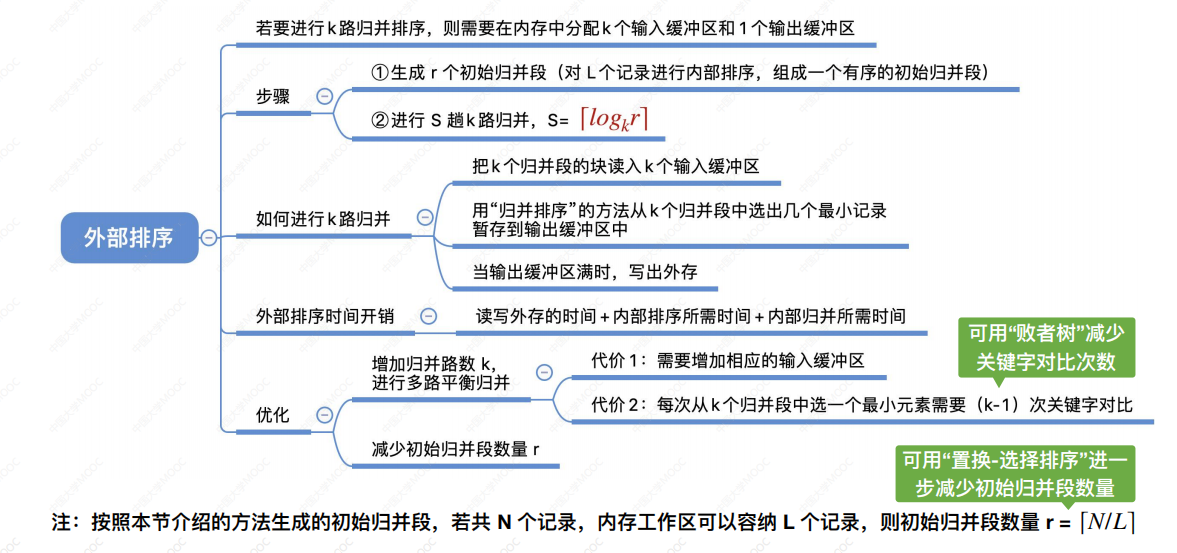 若要进行k路归并排序，则需要在内存中分配k个输入缓冲区和1个输出缓冲区
步骤
①生成 r 个初始归并段（对 L个记录进行内部排序，组成一个有序的初始归并段）
②进行 S 趟k路归并，S= ⌈logₖr⌉
外部排序
如何进行k路归并
把k个归并段的块读入k个输入缓冲区
用“归并排序”的方法从k个归并段中选出几个最小记录
暂存到输出缓冲区中
当输出缓冲区满时，写出外存
外部排序时间开销
读写外存的时间+内部排序所需时间+内部归并所需时间
优化
增加归并路数 k，
进行多路平衡归并
代价1：需要增加相应的输入缓冲区
代价2：每次从k个归并段中选一个最小元素需要（k-1）次关键字对比
可用“败者树”减少
关键字对比次数
减少初始归并段数量 r
可用“置换-选择排序”进一
步减少初始归并段数量
注：按照本节介绍的方法生成的初始归并段，若共 N 个记录，内存工作区可以容纳 L 个记录，则初始归并段数量 r = ⌈N/L⌉
中国大学MOOC